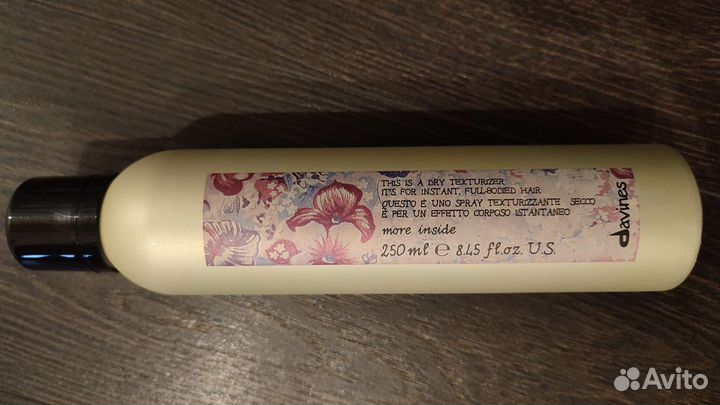 THIS IS A DRY TEXTURIZER
IT'S FOR INSTANT, FULL-BODIED HAIR
QUESTO È UNO SPRAY TEXTURIZZANTE SECCO
È PER UN EFFETTO CORPOSO ISTANTANEO
more inside
250 ml ℮ 8.45 fl.oz. U.S.
davines
Avito